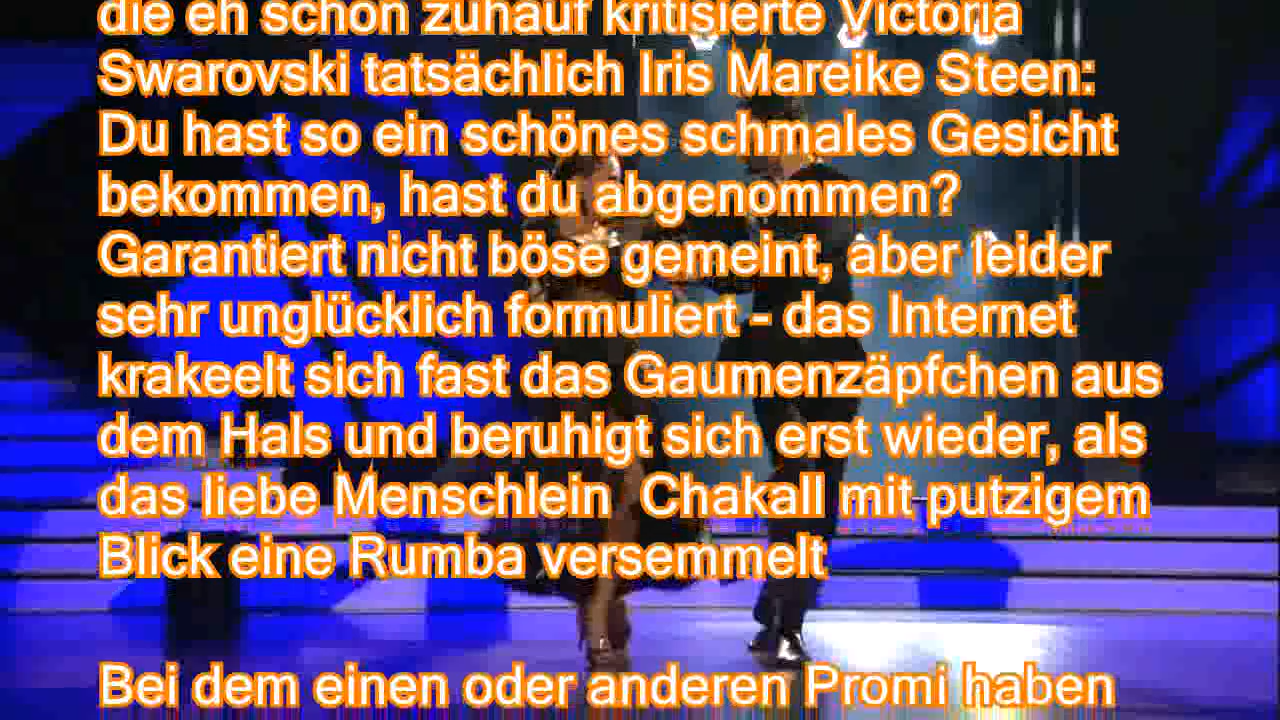 die eh schon zuhauf kritisierte Victoria
Swarovski tatsächlich Iris Mareike Steen:
Du hast so ein schönes schmales Gesicht
bekommen, hast du abgenommen?
Garantiert nicht böse gemeint, aber leider
sehr unglücklich formuliert - das Internet
krakeelt sich fast das Gaumenzäpfchen aus
dem Hals und beruhigt sich erst wieder, als
das liebe Menschlein  Chakall mit putzigem
Blick eine Rumba versemmelt
Bei dem einen oder anderen Promi haben